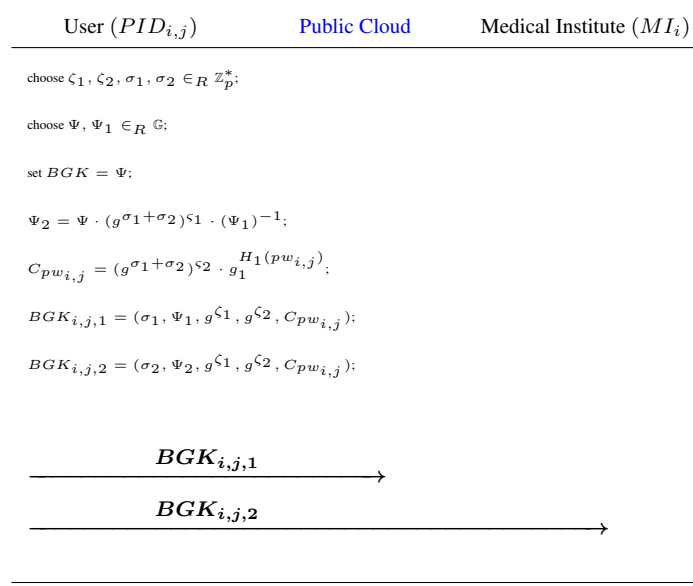 User (PID_{i,j}) Public Cloud Medical Institute (MI_i)
choose ζ_1, ζ_2, σ_1, σ_2 ∈_R ℤ_p^*;
choose Ψ, Ψ_1 ∈_R 𝔾;
set BGK = Ψ;
Ψ_2 = Ψ · (g^{σ_1+σ_2})^{ς_1} · (Ψ_1)^{−1};
C_{pw_{i,j}} = (g^{σ_1+σ_2})^{ς_2} · g_1^{H_1(pw_{i,j})};
BGK_{i,j,1} = (σ_1, Ψ_1, g^{ζ_1}, g^{ζ_2}, C_{pw_{i,j}});
BGK_{i,j,2} = (σ_2, Ψ_2, g^{ζ_1}, g^{ζ_2}, C_{pw_{i,j}});
BGK_{i,j,1}
BGK_{i,j,2}